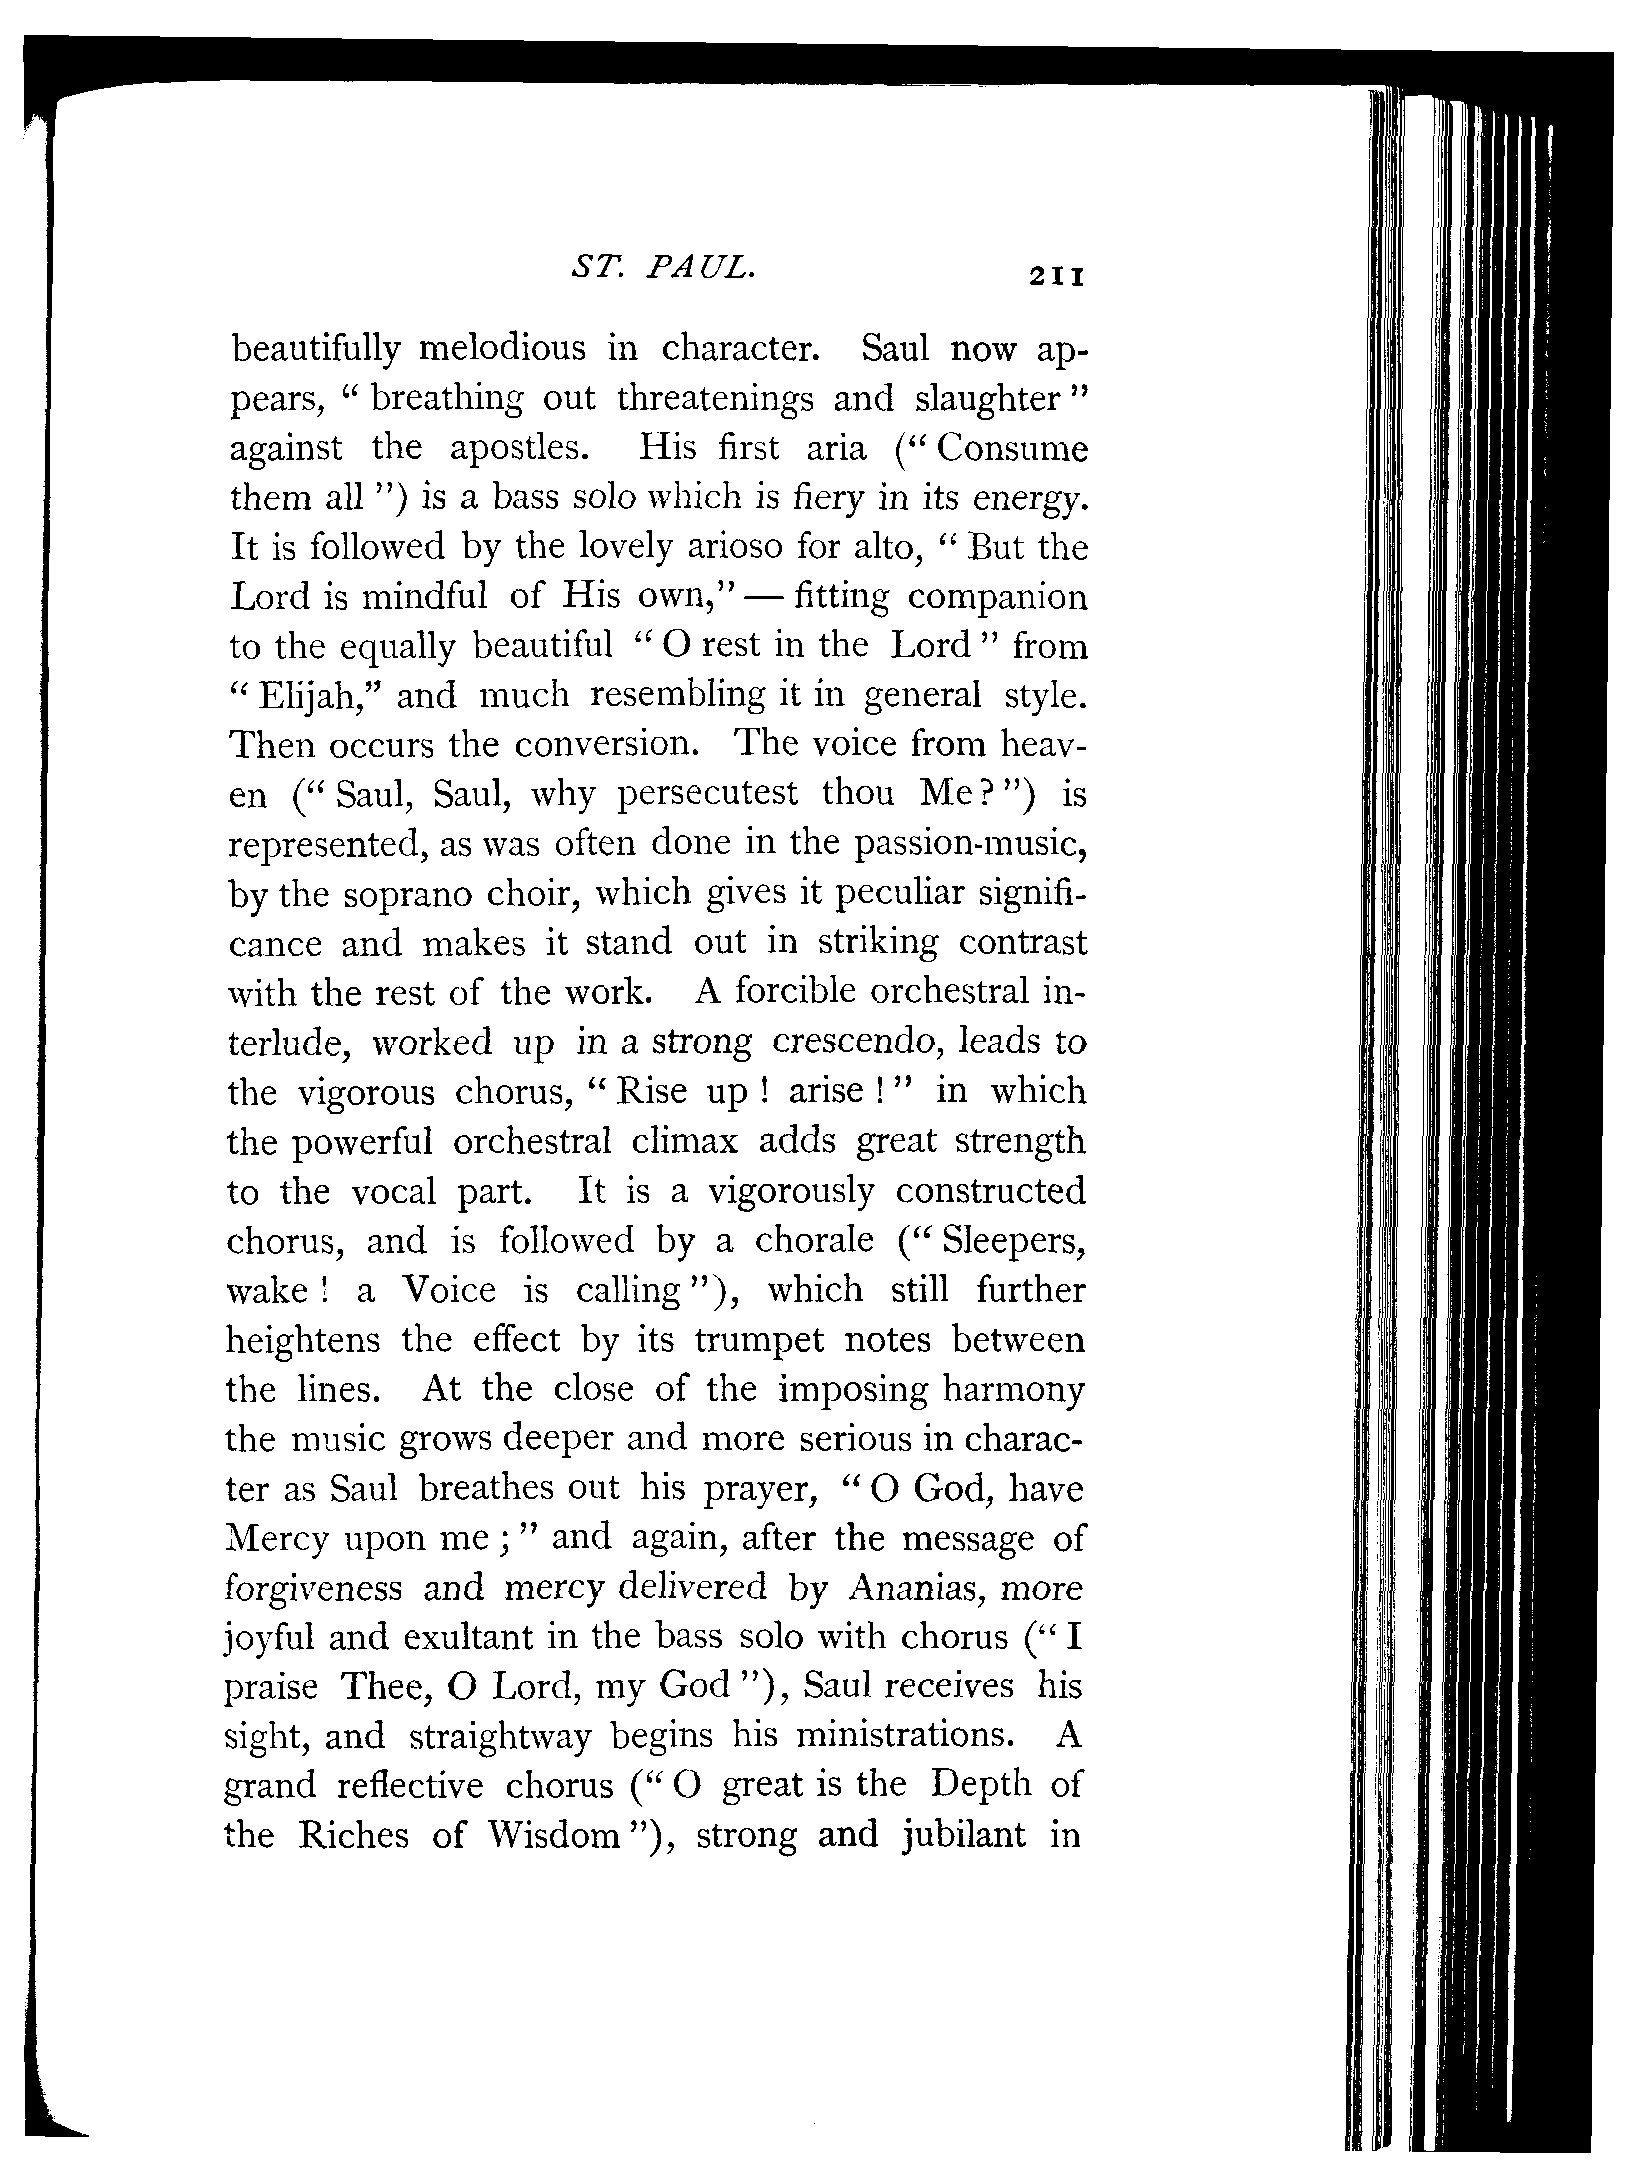 ST. PAUL. 211
beautifully melodious in character. Saul now ap-
pears, " breathing out threatenings and slaughter "
against the apostles. His first aria (" Consume
them all ") is a bass solo which is fiery in its energy.
It is followed by the lovely arioso for alto, " But the
Lord is mindful of His own," — fitting companion
to the equally beautiful " O rest in the Lord " from
" Elijah," and much resembling it in general style.
Then occurs the conversion. The voice from heav-
en (" Saul, Saul, why persecutest thou Me? ") is
represented, as was often done in the passion-music,
by the soprano choir, which gives it peculiar signifi-
cance and makes it stand out in striking contrast
with the rest of the work. A forcible orchestral in-
terlude, worked up in a strong crescendo, leads to
the vigorous chorus, " Rise up ! arise ! " in which
the powerful orchestral climax adds great strength
to the vocal part. It is a vigorously constructed
chorus, and is followed by a chorale (" Sleepers,
wake ! a Voice is calling "), which still further
heightens the effect by its trumpet notes between
the lines. At the close of the imposing harmony
the music grows deeper and more serious in charac-
ter as Saul breathes out his prayer, " O God, have
Mercy upon me ; " and again, after the message of
forgiveness and mercy delivered by Ananias, more
joyful and exultant in the bass solo with chorus (" I
praise Thee, O Lord, my God "), Saul receives his
sight, and straightway begins his ministrations. A
grand reflective chorus (" O great is the Depth of
the Riches of Wisdom "), strong and jubilant in